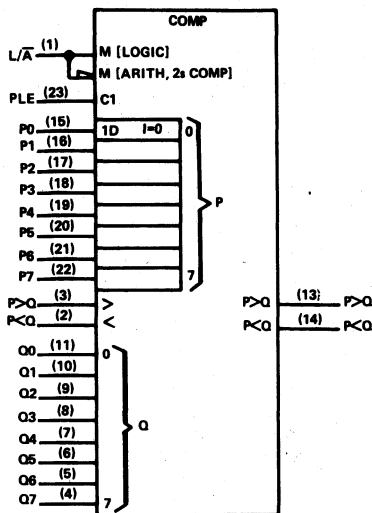 COMP
L/A̅ (1) M [LOGIC]
M [ARITH, 2s COMP]
PLE (23) C1
P0 (15) 1D I=0 0
P1 (16)
P2 (17)
P3 (18)
P4 (19) P
P5 (20)
P6 (21)
P7 (22) 7
P>Q (3) > P>Q (13) P>Q
P<Q (2) < P<Q (14) P<Q
Q0 (11) 0
Q1 (10)
Q2 (9)
Q3 (8) Q
Q4 (7)
Q5 (6)
Q6 (5)
Q7 (4) 7